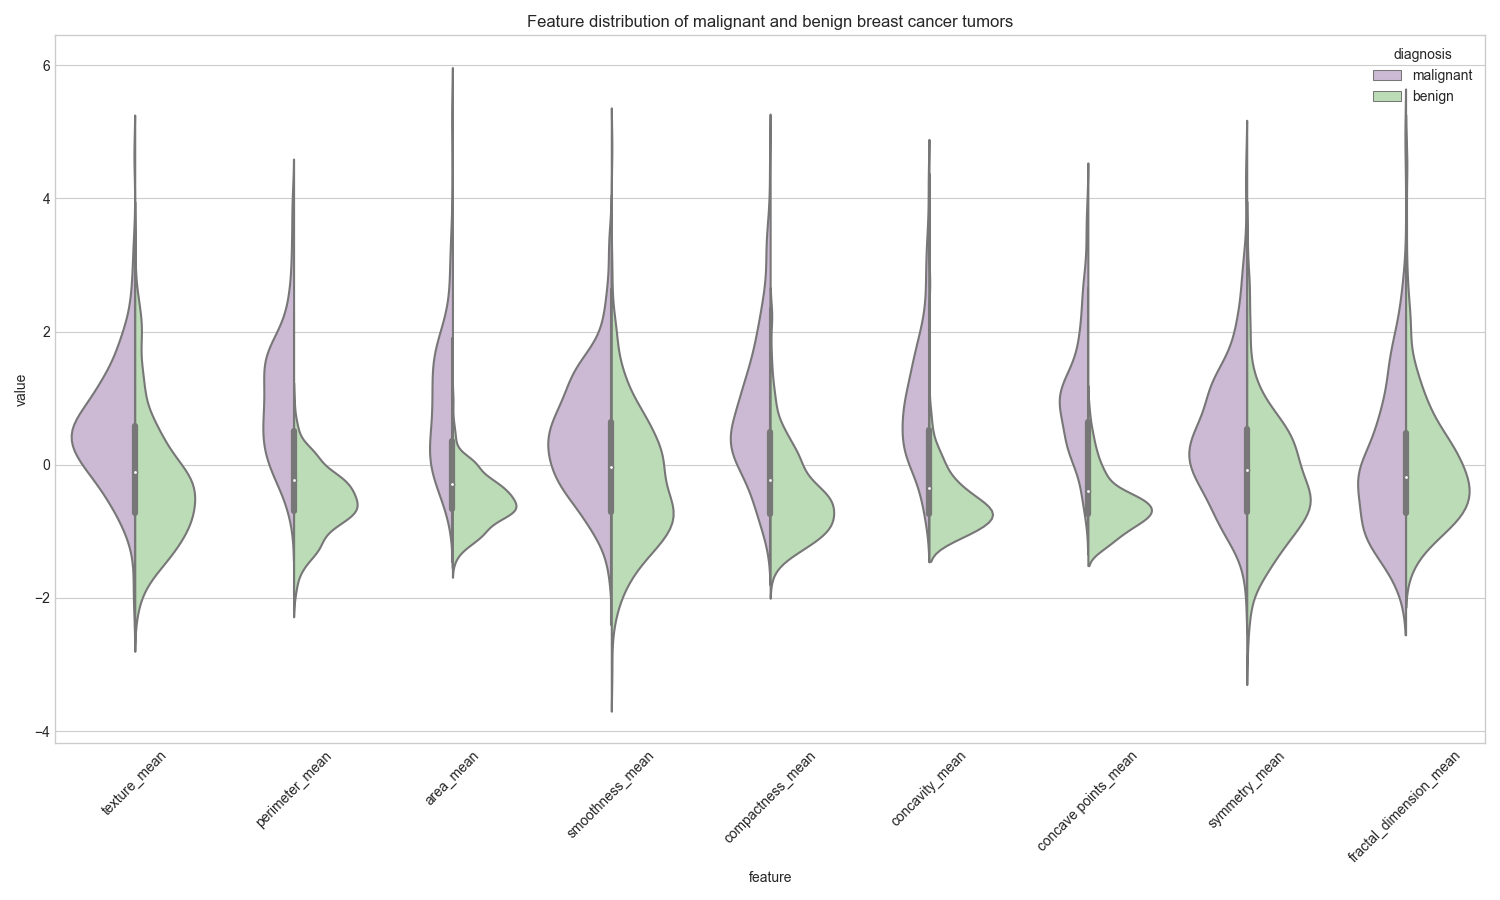 Feature distribution of malignant and benign breast cancer tumors
diagnosis
malignant
benign
6
4
2
0
−2
−4
value
texture_mean
perimeter_mean
area_mean
smoothness_mean
compactness_mean
concavity_mean
concave points_mean
symmetry_mean
fractal_dimension_mean
feature